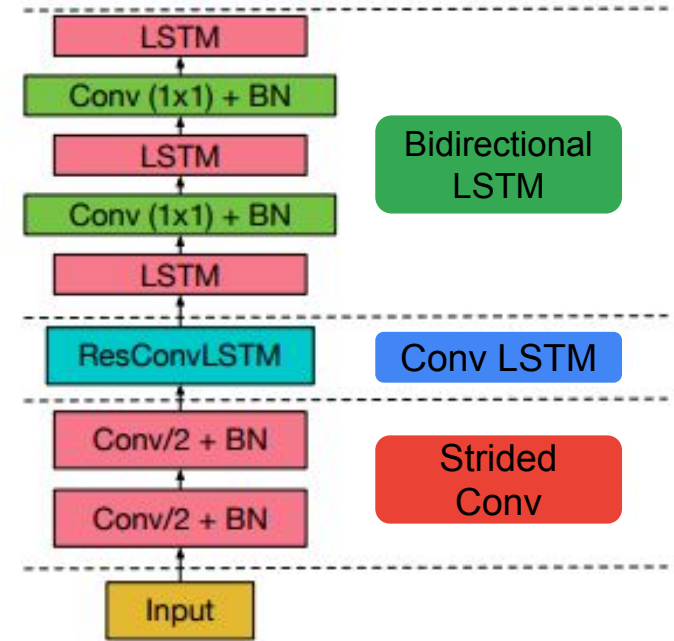 LSTM
Conv (1x1) + BN
LSTM
Conv (1x1) + BN
LSTM
Bidirectional
LSTM
ResConvLSTM
Conv LSTM
Conv/2 + BN
Conv/2 + BN
Strided
Conv
Input